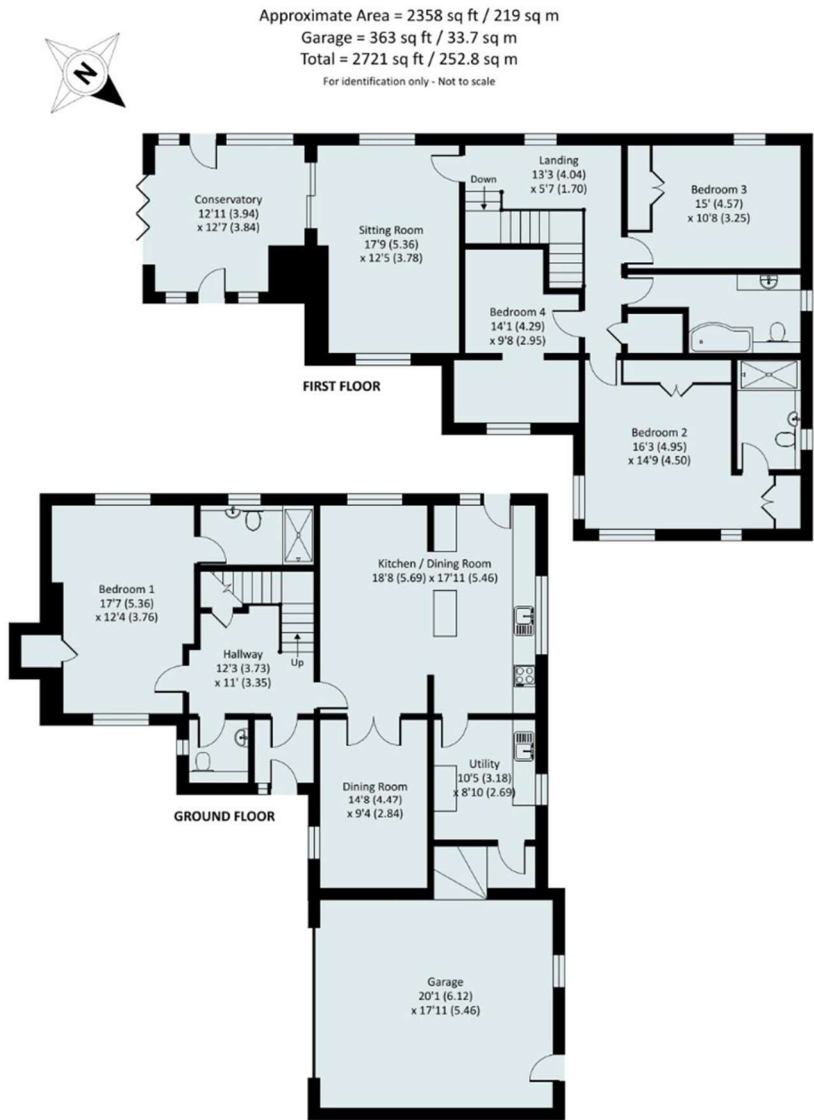 Approximate Area = 2358 sq ft / 219 sq m
Garage = 363 sq ft / 33.7 sq m
Total = 2721 sq ft / 252.8 sq m
For identification only - Not to scale
N
Conservatory
12'11 (3.94)
x 12'7 (3.84)
Sitting Room
17'9 (5.36)
x 12'5 (3.78)
Landing
13'3 (4.04)
x 5'7 (1.70)
Down
Bedroom 3
15' (4.57)
x 10'8 (3.25)
Bedroom 4
14'1 (4.29)
x 9'8 (2.95)
Bedroom 2
16'3 (4.95)
x 14'9 (4.50)
FIRST FLOOR
Bedroom 1
17'7 (5.36)
x 12'4 (3.76)
Hallway
12'3 (3.73)
x 11' (3.35)
Up
Kitchen / Dining Room
18'8 (5.69) x 17'11 (5.46)
Dining Room
14'8 (4.47)
x 9'4 (2.84)
Utility
10'5 (3.18)
x 8'10 (2.69)
GROUND FLOOR
Garage
20'1 (6.12)
x 17'11 (5.46)